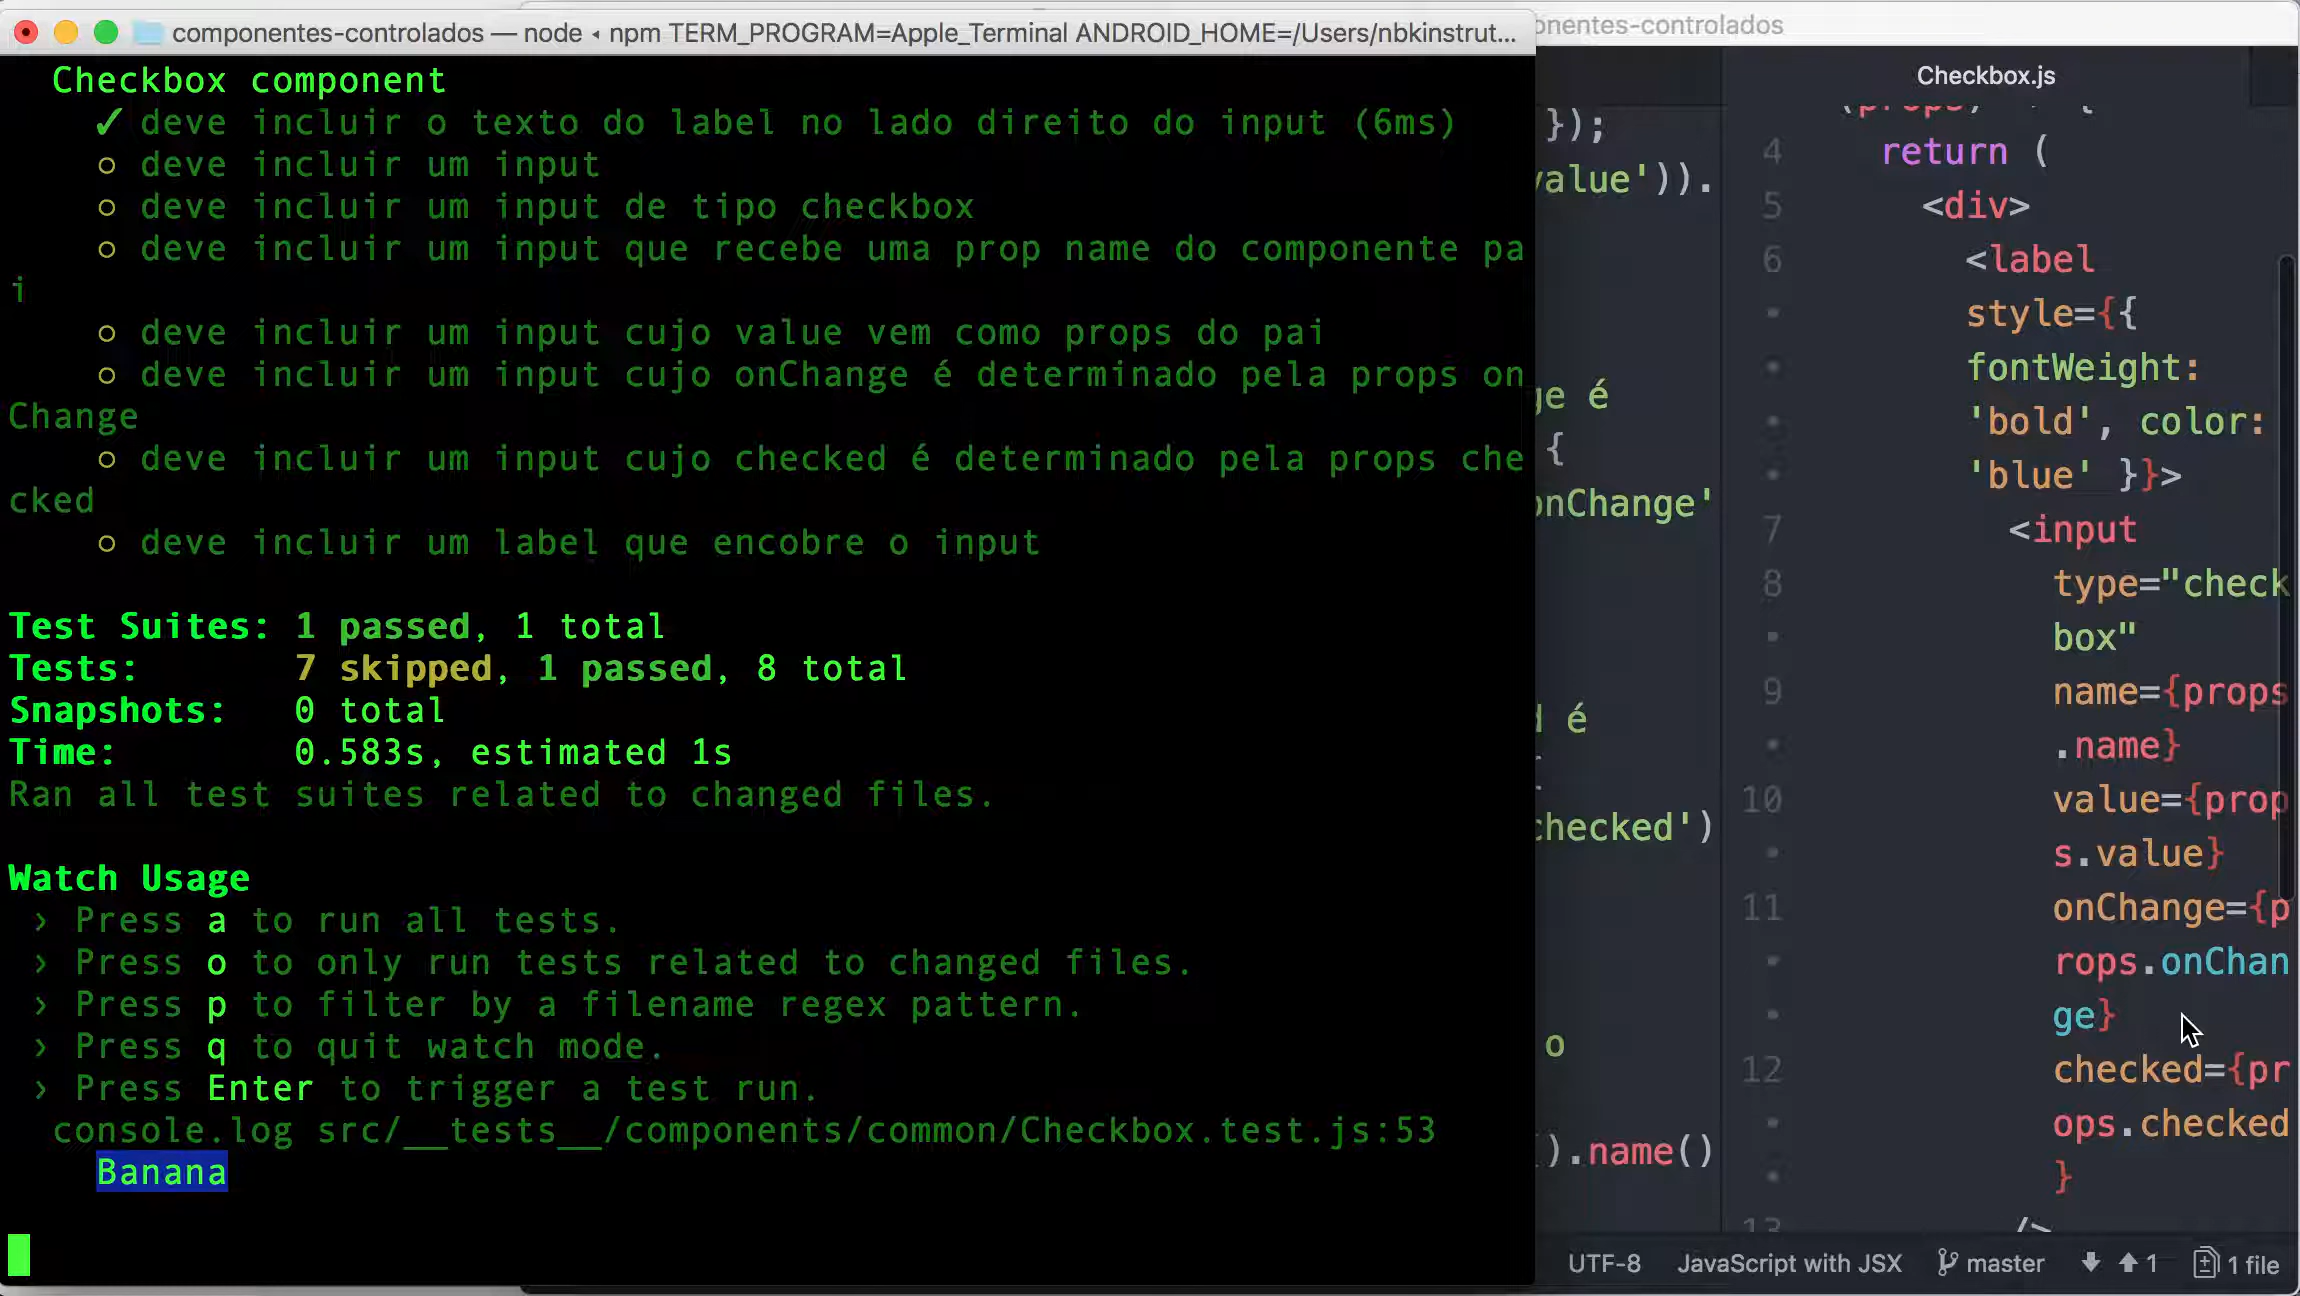 componentes-controlados — node ◂ npm TERM_PROGRAM=Apple_Terminal ANDROID_HOME=/Users/nbkinstrut...
Checkbox component
✓ deve incluir o texto do label no lado direito do input (6ms)
○ deve incluir um input
○ deve incluir um input de tipo checkbox
○ deve incluir um input que recebe uma prop name do componente pa
i
○ deve incluir um input cujo value vem como props do pai
○ deve incluir um input cujo onChange é determinado pela props on
Change
○ deve incluir um input cujo checked é determinado pela props che
cked
○ deve incluir um label que encobre o input
Test Suites: 1 passed, 1 total
Tests: 7 skipped, 1 passed, 8 total
Snapshots: 0 total
Time: 0.583s, estimated 1s
Ran all test suites related to changed files.
Watch Usage
› Press a to run all tests.
› Press o to only run tests related to changed files.
› Press p to filter by a filename regex pattern.
› Press q to quit watch mode.
› Press Enter to trigger a test run.
console.log src/__tests__/components/common/Checkbox.test.js:53
Banana
onentes-controlados
});
value')).
ge é
{
onChange'
é
checked')
o
).name()
Checkbox.js
(props) {
4 return (
5 <div>
6 <label
style={{
fontWeight:
'bold', color:
'blue' }}>
7 <input
8 type="check
box"
9 name={props
.name}
10 value={prop
s.value}
11 onChange={p
rops.onChan
ge}
12 checked={pr
ops.checked
}
13 />
UTF-8 JavaScript with JSX master 1 1 file